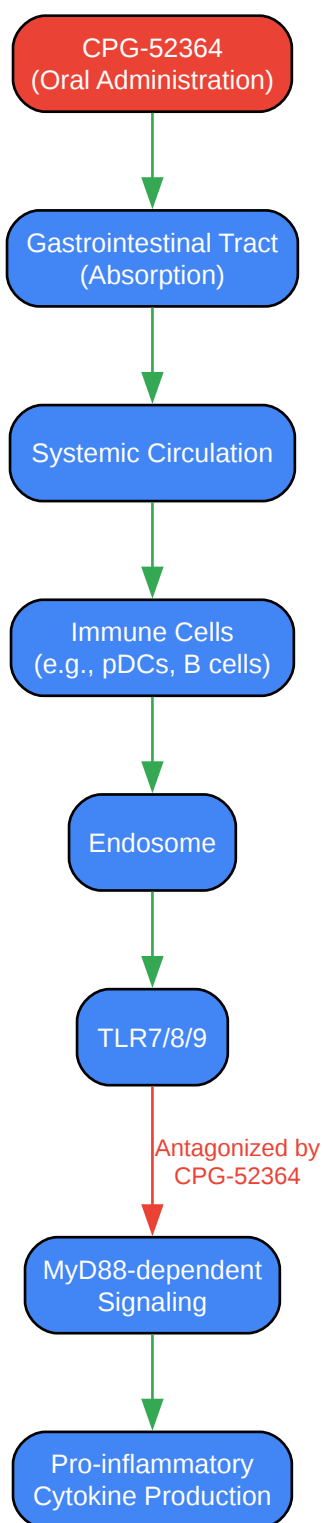 CPG-52364
(Oral Administration)
Gastrointestinal Tract
(Absorption)
Systemic Circulation
Immune Cells
(e.g., pDCs, B cells)
Endosome
TLR7/8/9
Antagonized by
CPG-52364
MyD88-dependent
Signaling
Pro-inflammatory
Cytokine Production